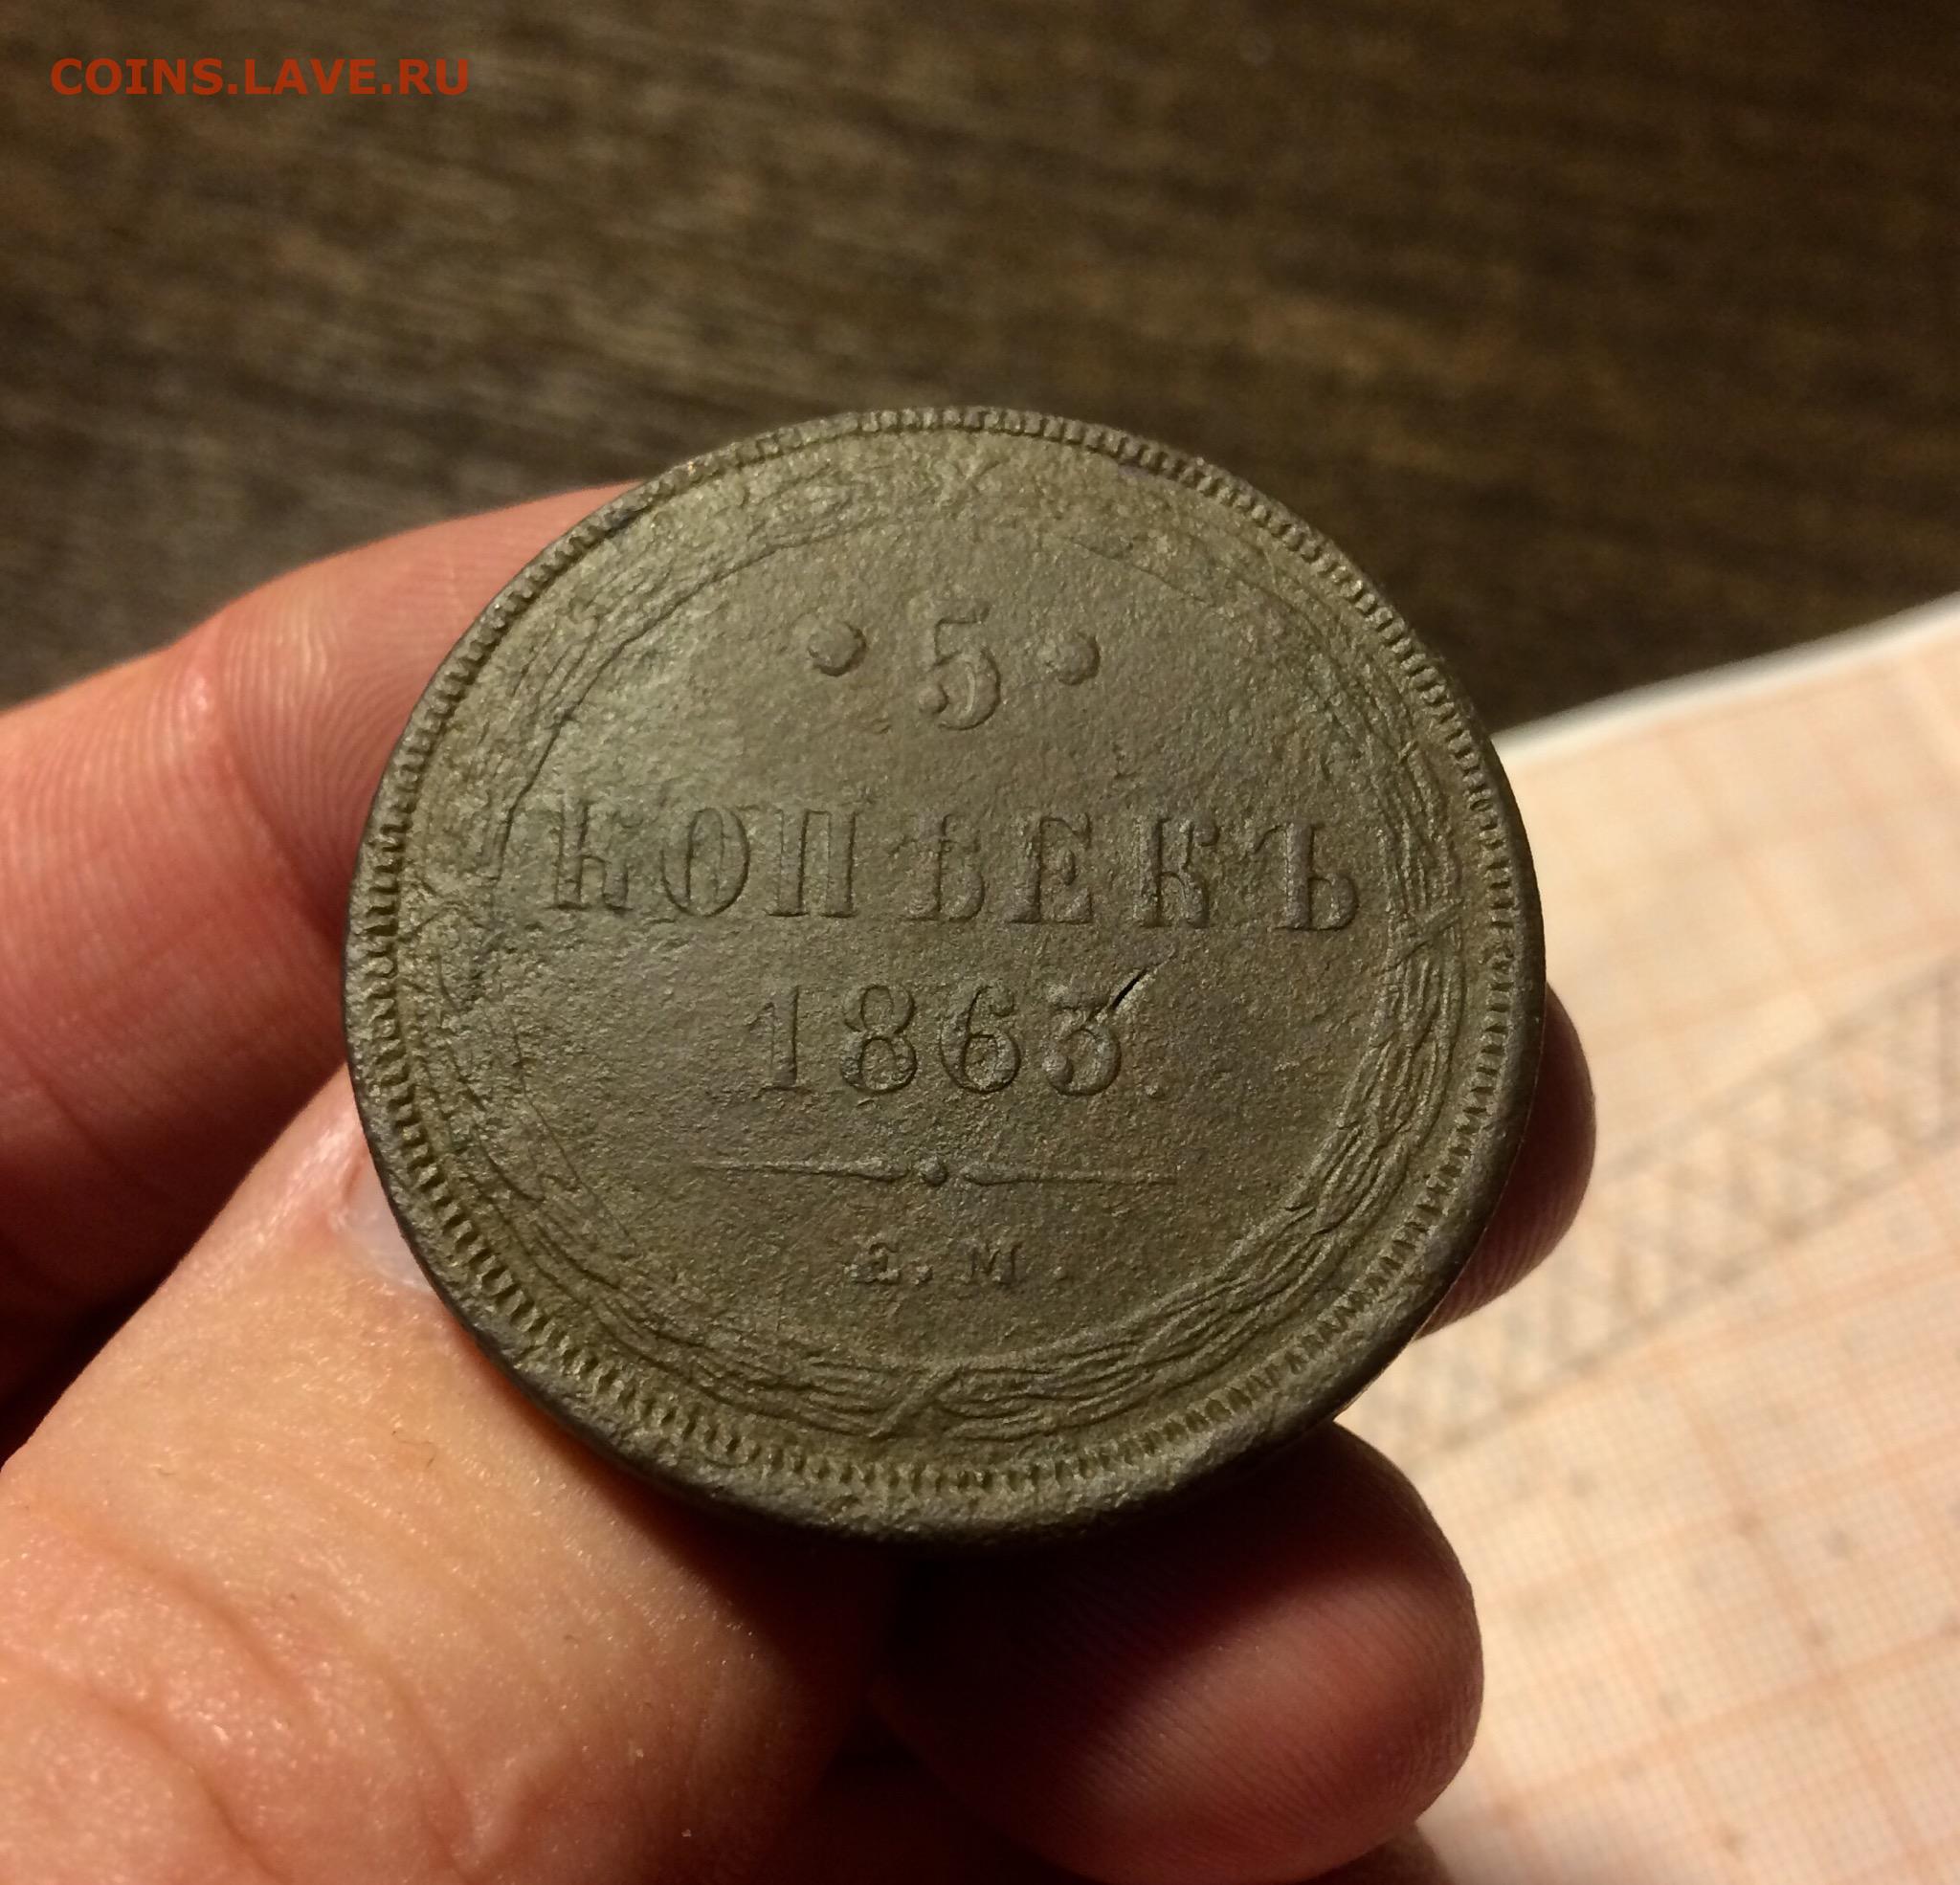 COINS.LAVE.RU
• 5 •
КОПѢЕКЪ
1863.
Е. М.